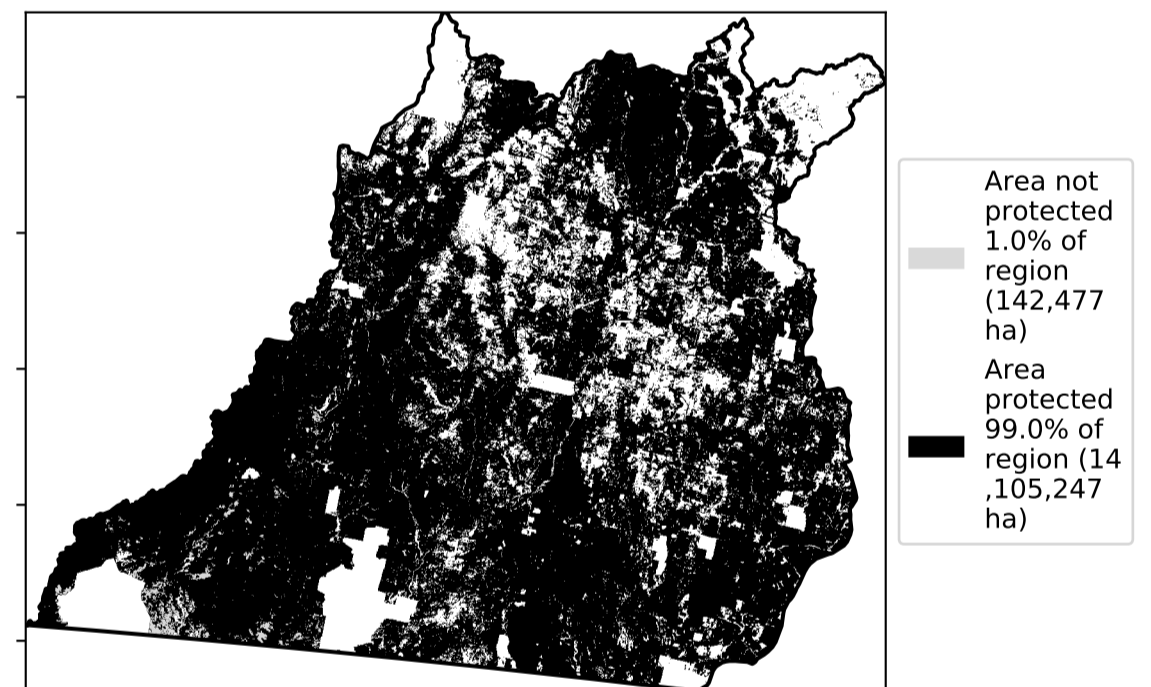 Area not
protected
1.0% of
region
(142,477
ha)
Area
protected
99.0% of
region (14
,105,247
ha)